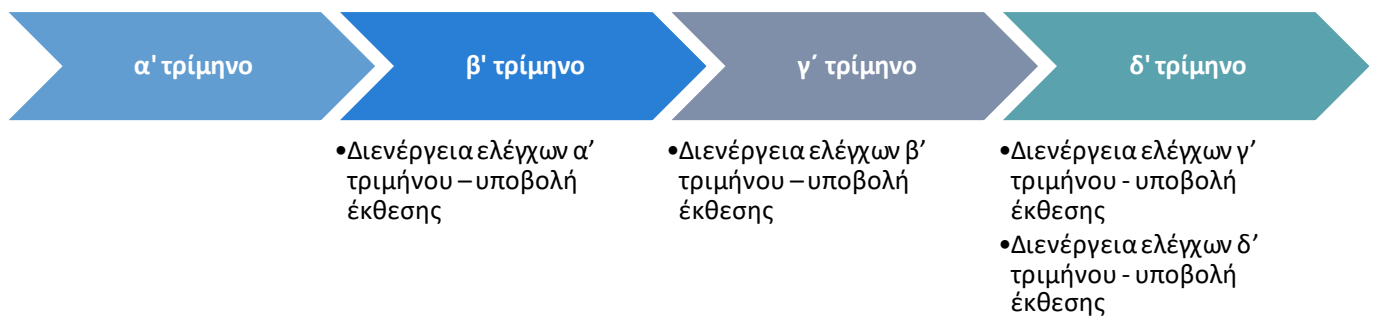 α' τρίμηνο
β' τρίμηνο
γ΄ τρίμηνο
δ' τρίμηνο
•Διενέργεια ελέγχων α’
τριμήνου – υποβολή
έκθεσης
•Διενέργεια ελέγχων β’
τριμήνου – υποβολή
έκθεσης
•Διενέργεια ελέγχων γ’
τριμήνου - υποβολή
έκθεσης
•Διενέργεια ελέγχων δ’
τριμήνου - υποβολή
έκθεσης